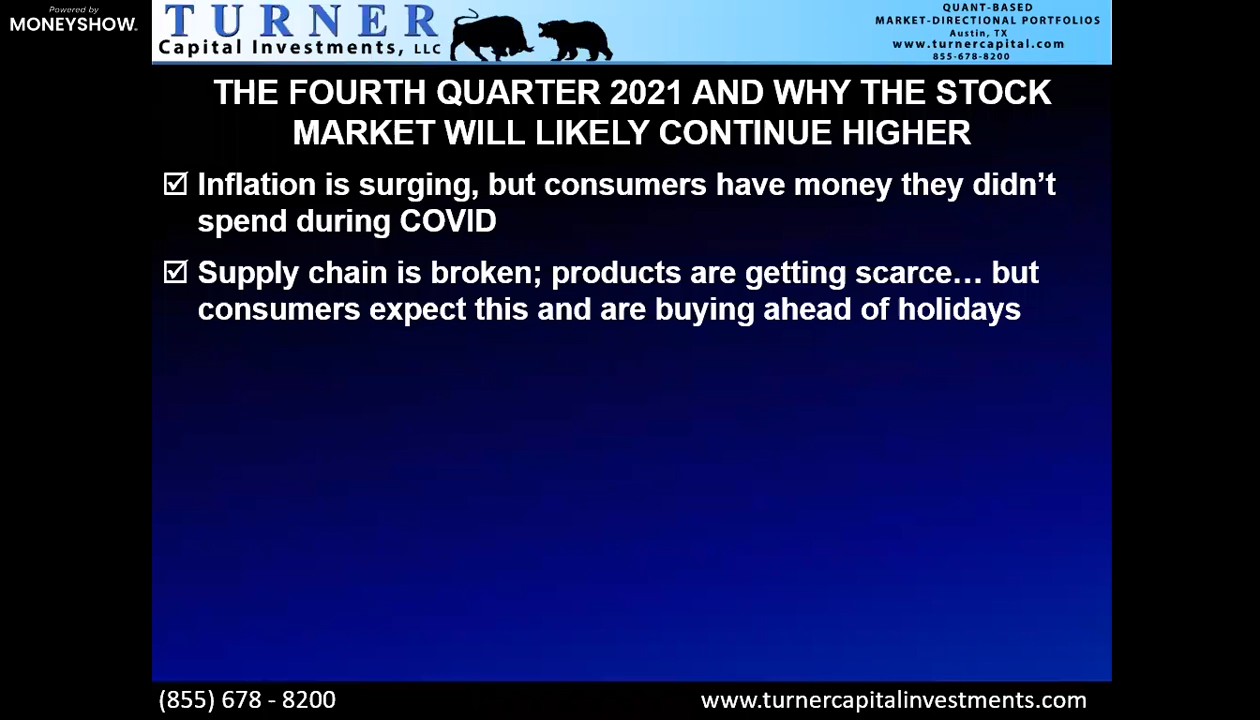 Powered by
MONEYSHOW.
TURNER
Capital Investments, LLC
QUANT-BASED
MARKET-DIRECTIONAL PORTFOLIOS
Austin, TX
www.turnercapital.com
855-678-8200
THE FOURTH QUARTER 2021 AND WHY THE STOCK
MARKET WILL LIKELY CONTINUE HIGHER
☑ Inflation is surging, but consumers have money they didn’t
spend during COVID
☑ Supply chain is broken; products are getting scarce… but
consumers expect this and are buying ahead of holidays
(855) 678 - 8200
www.turnercapitalinvestments.com